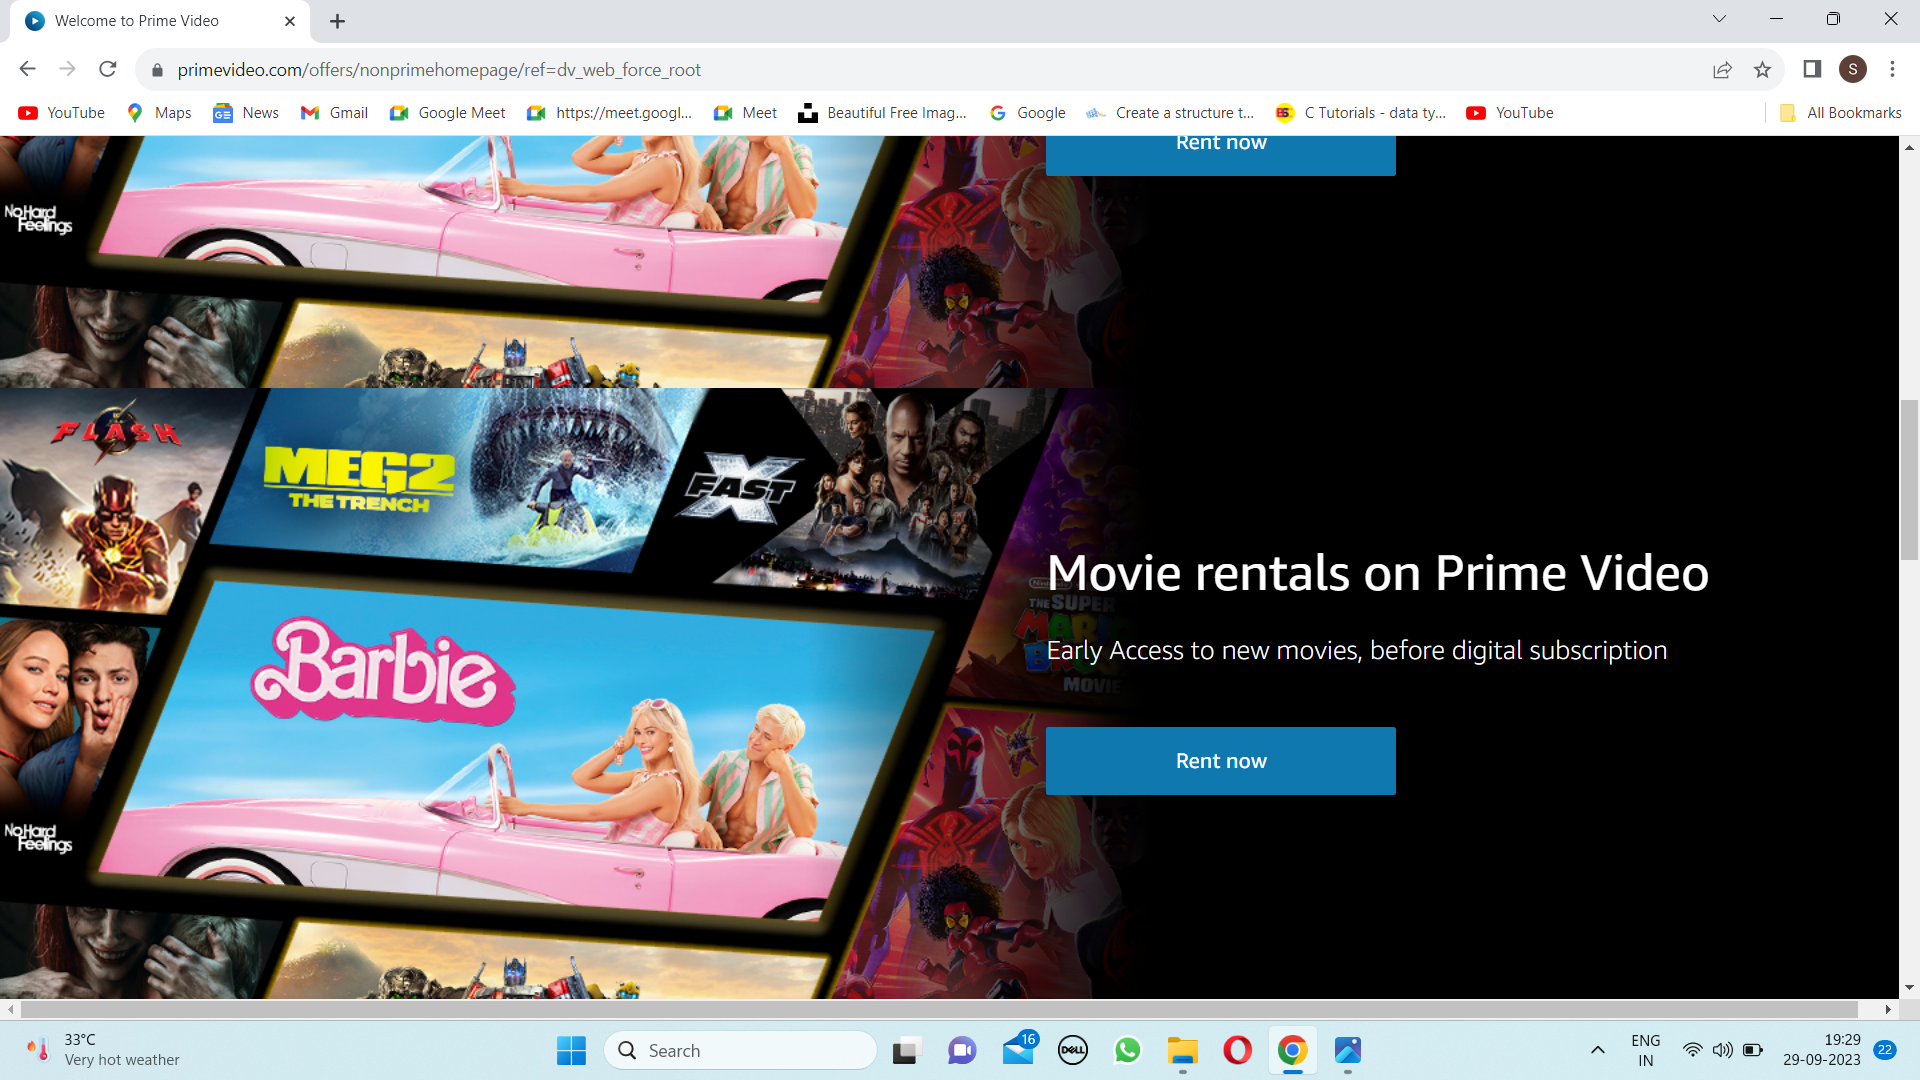 Welcome to Prime Video
primevideo.com/offers/nonprimehomepage/ref=dv_web_force_root
S
YouTube
Maps
News
Gmail
Google Meet
https://meet.googl...
Meet
Beautiful Free Imag...
Google
Create a structure t...
C Tutorials - data ty...
YouTube
All Bookmarks
Rent now
No Hard
Feelings
FLASH
MEG2
THE TRENCH
FAST X
Movie rentals on Prime Video
THE SUPER
MARIO
BROS
MOVIE
Early Access to new movies, before digital subscription
Barbie
Rent now
No Hard
Feelings
33°C
Very hot weather
Search
16
DELL
ENG
IN
19:29
29-09-2023
22